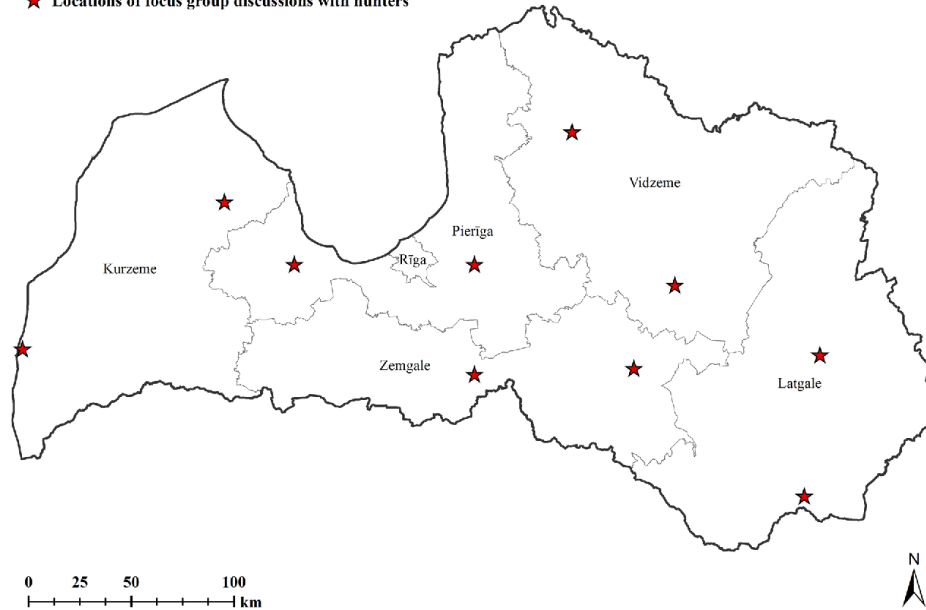 Locations of focus group discussions with hunters
Vidzeme
Pierīga
Rīga
Kurzeme
Zemgale
Latgale
N
0 25 50 100
km